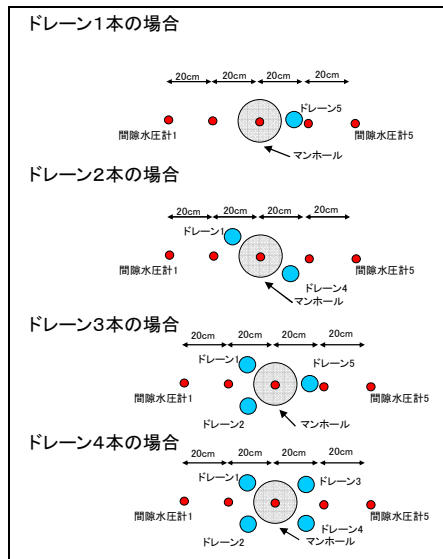 ドレーン1本の場合
20cm 20cm 20cm 20cm
ドレーン5
間隙水圧計1 間隙水圧計5
マンホール
ドレーン2本の場合
20cm 20cm 20cm 20cm
ドレーン1
間隙水圧計1 間隙水圧計5
ドレーン4
マンホール
ドレーン3本の場合
20cm 20cm 20cm 20cm
ドレーン1 ドレーン5
間隙水圧計1 間隙水圧計5
ドレーン2 マンホール
ドレーン4本の場合
20cm 20cm 20cm 20cm
ドレーン1 ドレーン3
間隙水圧計1 間隙水圧計5
ドレーン2 ドレーン4
マンホール